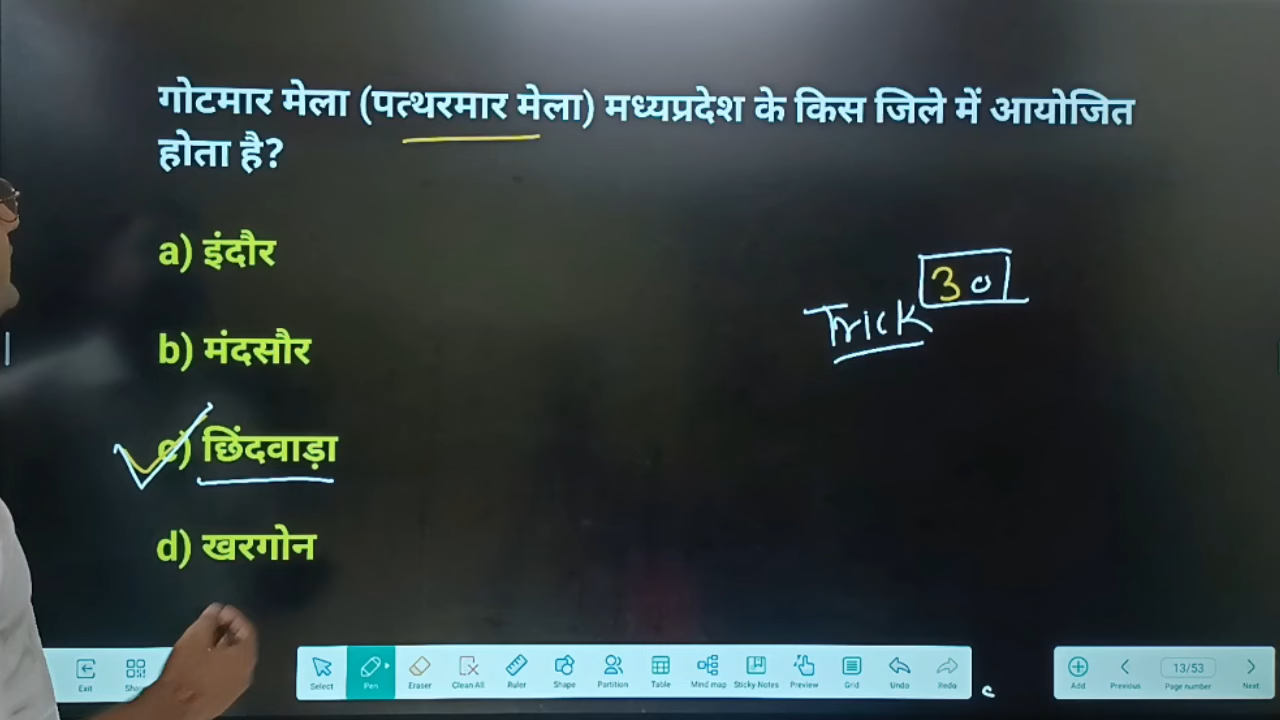 गोटमार मेला (पत्थरमार मेला) मध्यप्रदेश के किस जिले में आयोजित
होता है?
a) इंदौर
30
Trick
b) मंदसौर
c) छिंदवाड़ा
d) खरगोन
Exit
Select Pen Eraser Clean All Ruler Shape Partition Table Mind map Sticky Notes Preview Grid Undo Redo
Add Previous 13/53 Page number Next